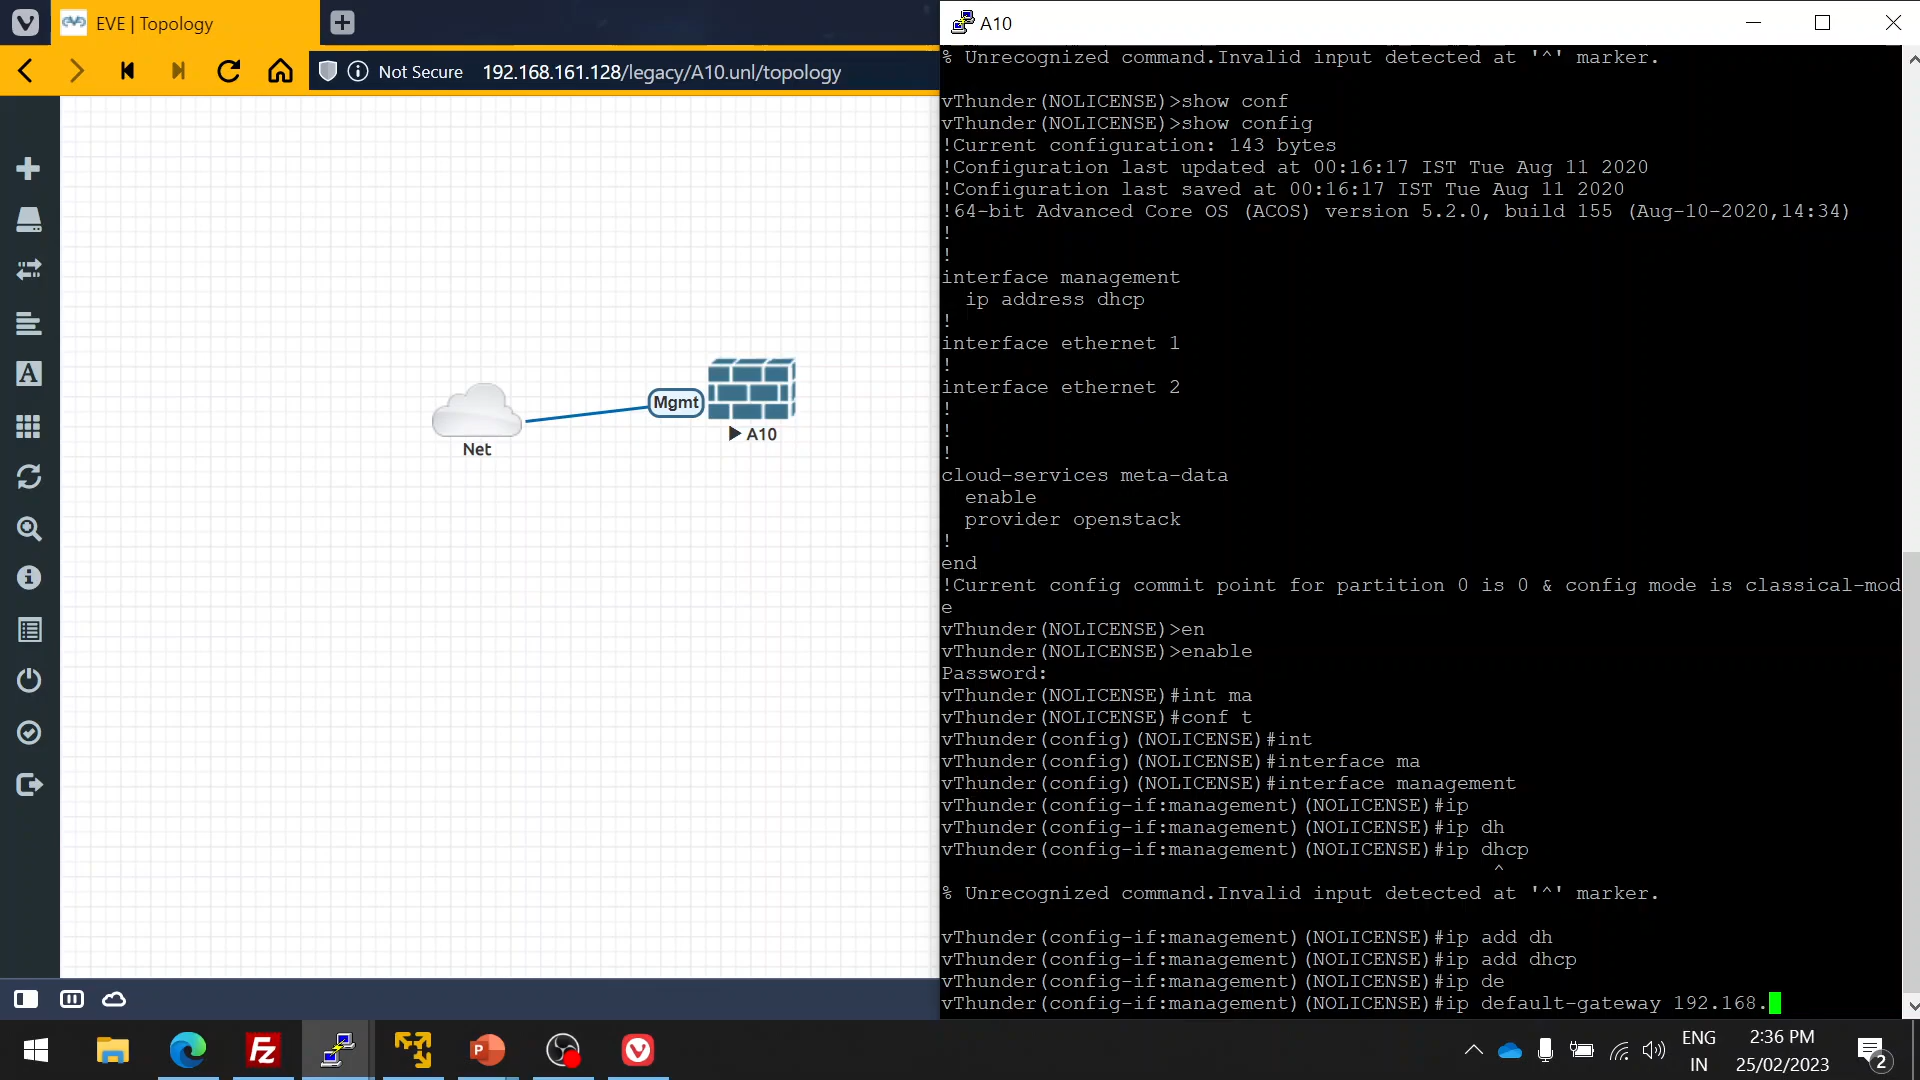 EVE | Topology
Not Secure 192.168.161.128/legacy/A10.unl/topology
Mgmt
Net
A10
A10
% Unrecognized command.Invalid input detected at '^' marker.
vThunder(NOLICENSE)>show conf
vThunder(NOLICENSE)>show config
!Current configuration: 143 bytes
!Configuration last updated at 00:16:17 IST Tue Aug 11 2020
!Configuration last saved at 00:16:17 IST Tue Aug 11 2020
!64-bit Advanced Core OS (ACOS) version 5.2.0, build 155 (Aug-10-2020,14:34)
!
!
interface management
ip address dhcp
!
interface ethernet 1
!
interface ethernet 2
!
!
!
cloud-services meta-data
enable
provider openstack
!
end
!Current config commit point for partition 0 is 0 & config mode is classical-mod
e
vThunder(NOLICENSE)>en
vThunder(NOLICENSE)>enable
Password:
vThunder(NOLICENSE)#int ma
vThunder(NOLICENSE)#conf t
vThunder(config)(NOLICENSE)#int
vThunder(config)(NOLICENSE)#interface ma
vThunder(config)(NOLICENSE)#interface management
vThunder(config-if:management)(NOLICENSE)#ip
vThunder(config-if:management)(NOLICENSE)#ip dh
vThunder(config-if:management)(NOLICENSE)#ip dhcp
^
% Unrecognized command.Invalid input detected at '^' marker.
vThunder(config-if:management)(NOLICENSE)#ip add dh
vThunder(config-if:management)(NOLICENSE)#ip add dhcp
vThunder(config-if:management)(NOLICENSE)#ip de
vThunder(config-if:management)(NOLICENSE)#ip default-gateway 192.168.
ENG
IN
2:36 PM
25/02/2023
2